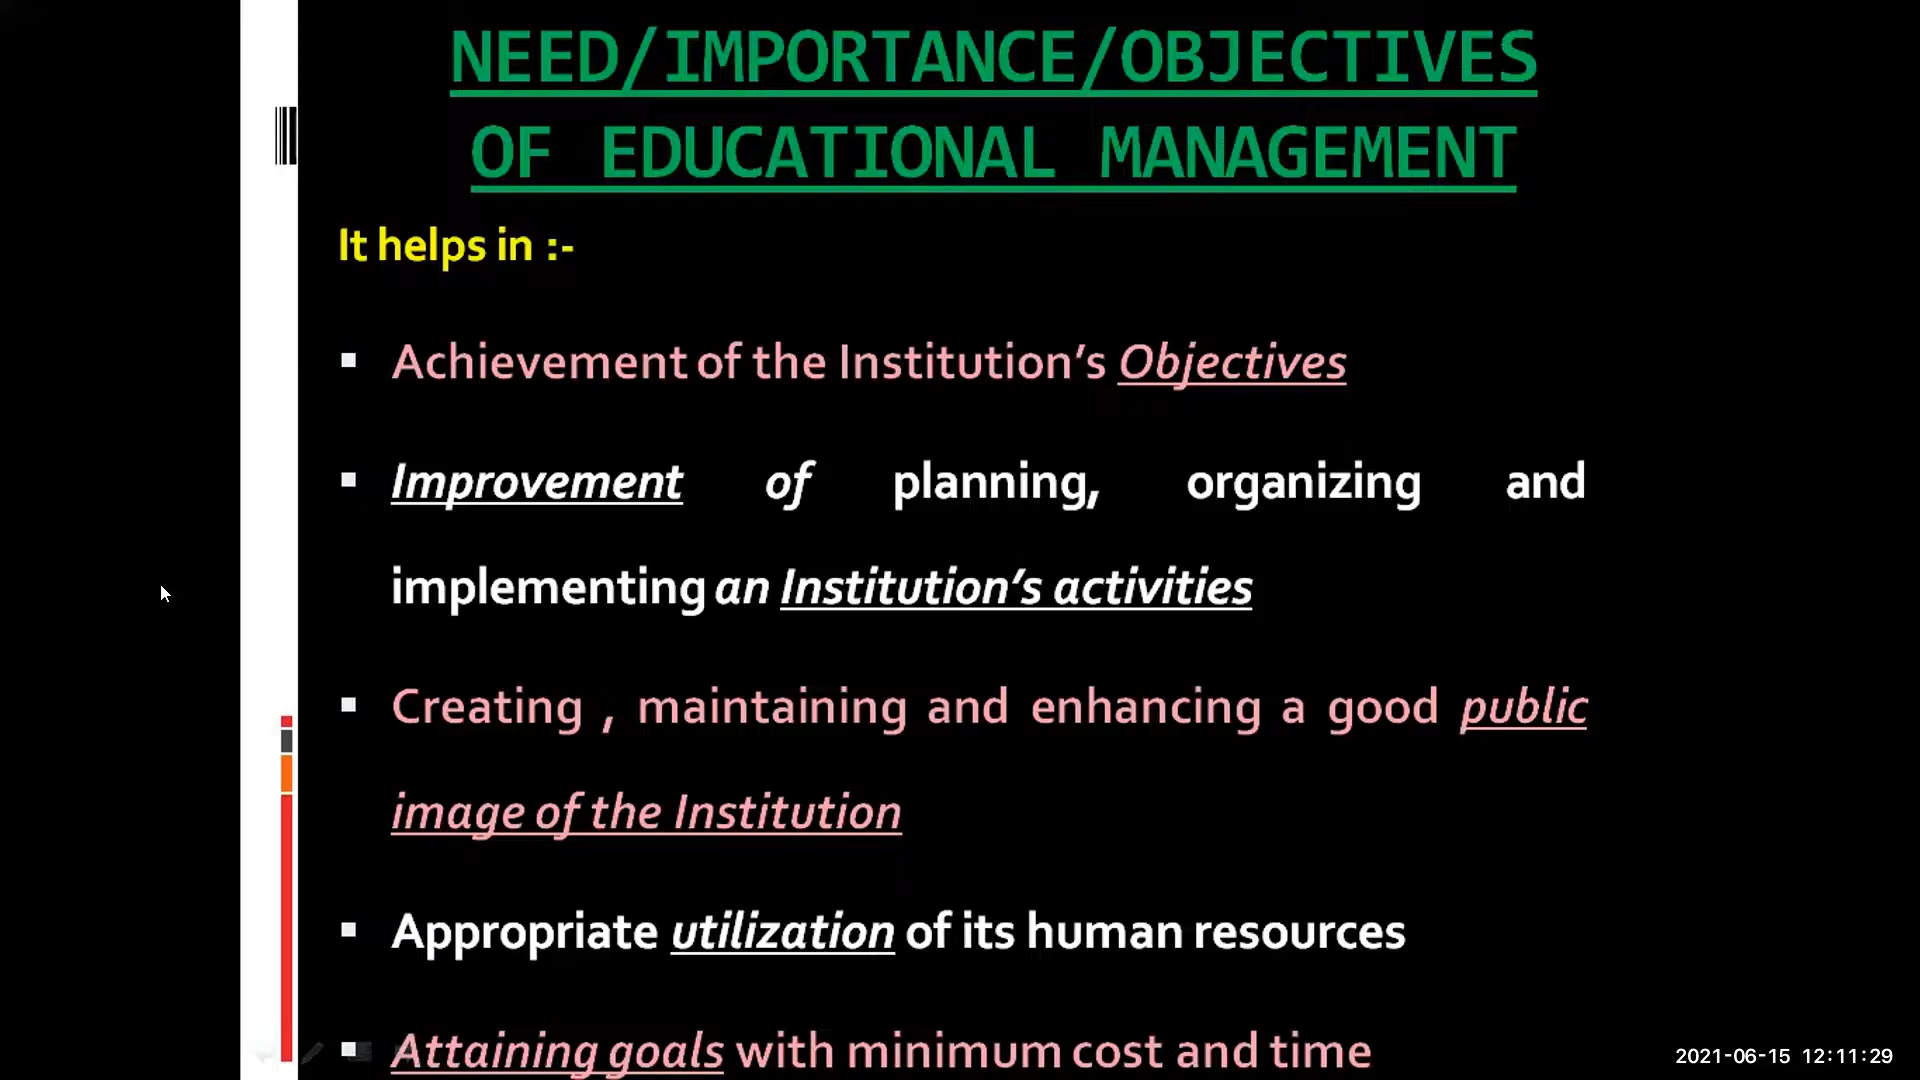 NEED/IMPORTANCE/OBJECTIVES
OF EDUCATIONAL MANAGEMENT
It helps in :-
▪ Achievement of the Institution’s Objectives
▪ Improvement of planning, organizing and
implementing an Institution’s activities
▪ Creating , maintaining and enhancing a good public
image of the Institution
▪ Appropriate utilization of its human resources
▪ Attaining goals with minimum cost and time
2021-06-15 12:11:29